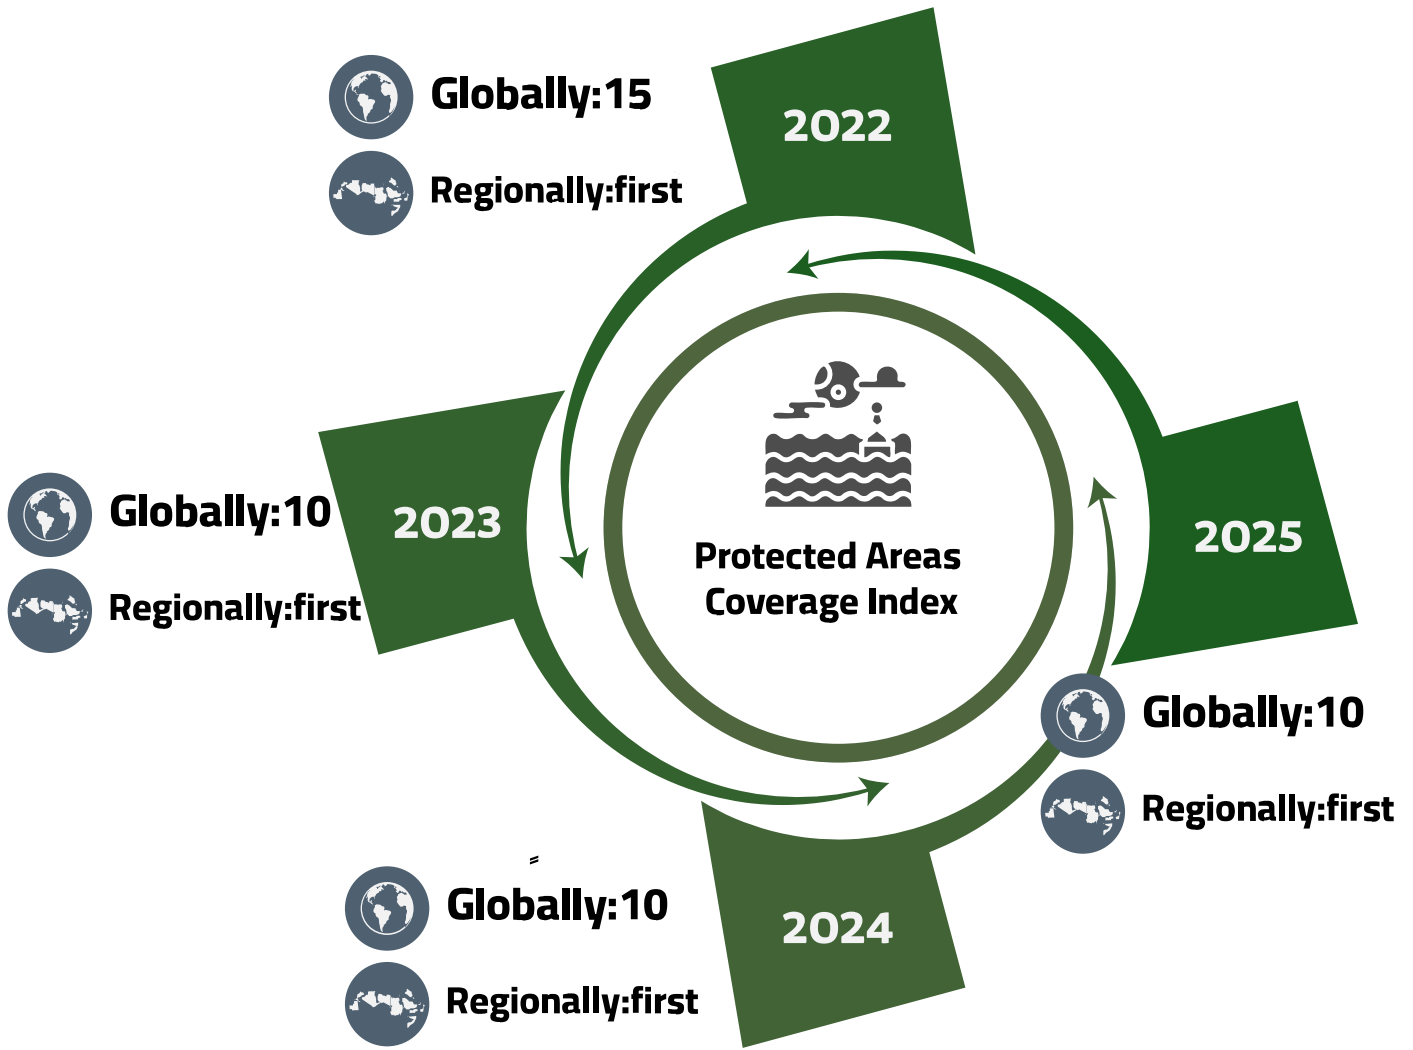 2022
Globally:15
Regionally:first
2023
Globally:10
Regionally:first
Protected Areas
Coverage Index
2025
Globally:10
Regionally:first
2024
Globally:10
Regionally:first